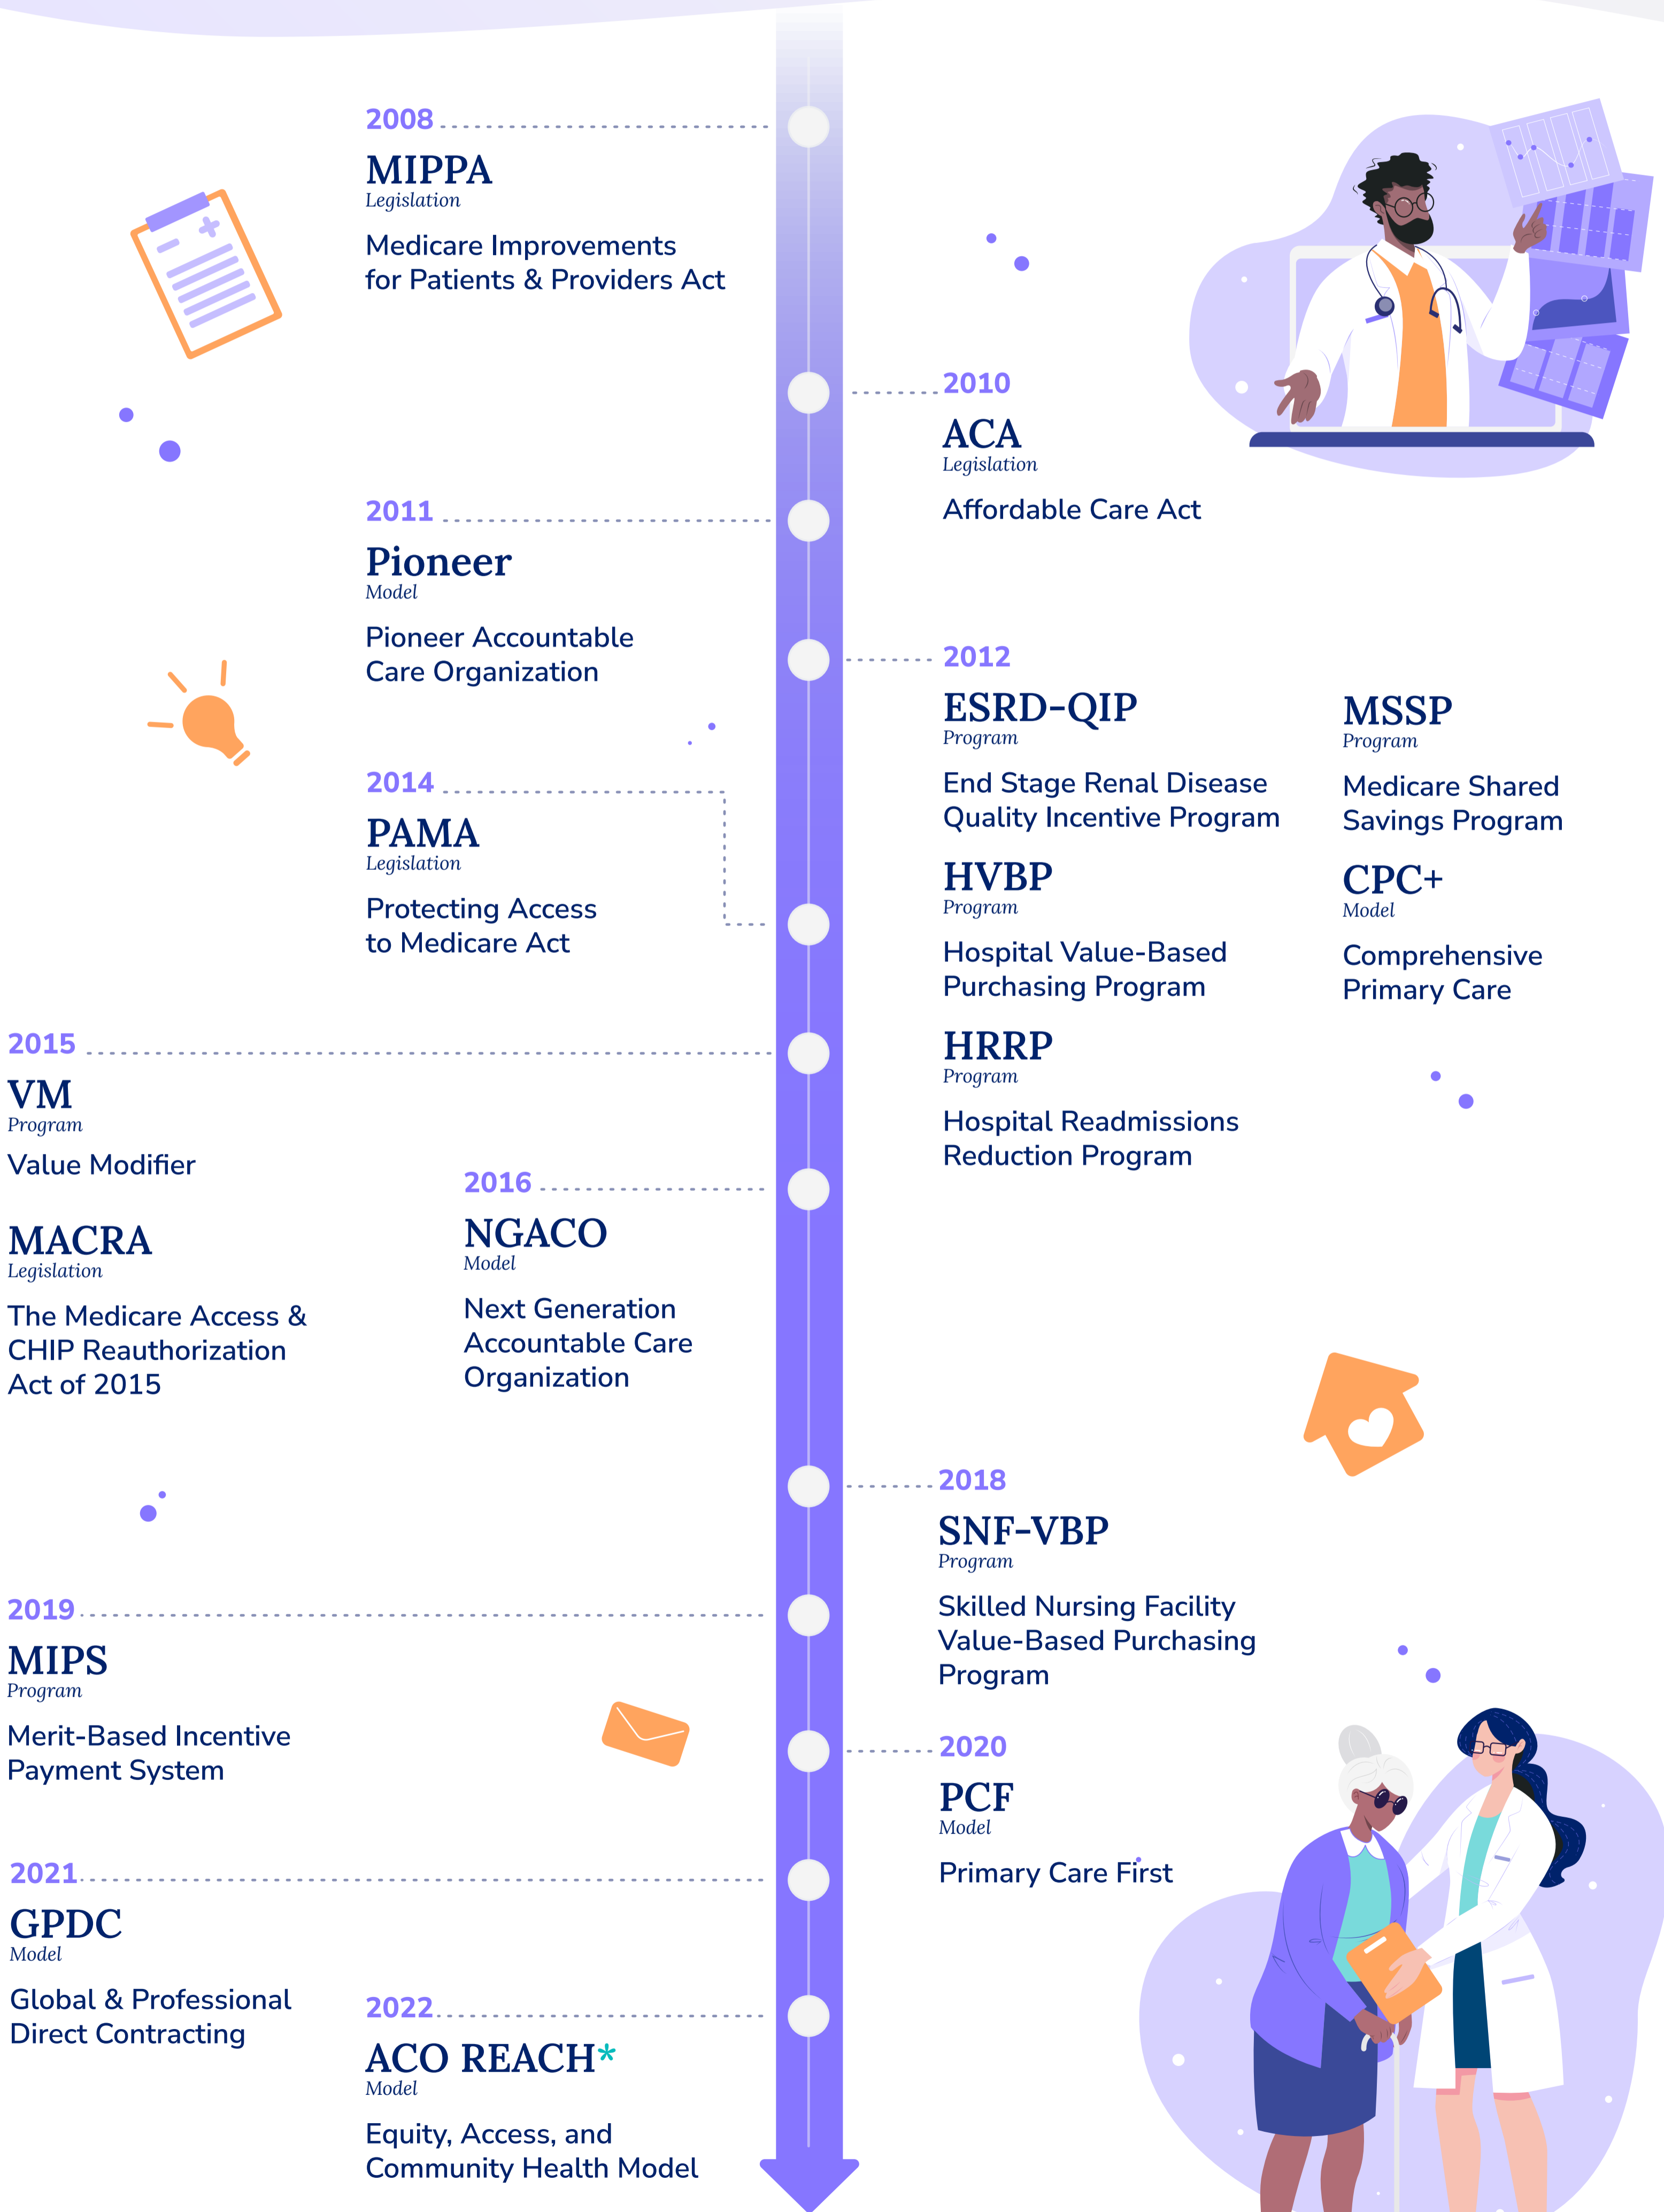 2008
MIPPA
Legislation
Medicare Improvements
for Patients & Providers Act
2010
ACA
Legislation
Affordable Care Act
2011
Pioneer
Model
Pioneer Accountable
Care Organization
2012
ESRD-QIP
Program
End Stage Renal Disease
Quality Incentive Program
MSSP
Program
Medicare Shared
Savings Program
HVBP
Program
Hospital Value-Based
Purchasing Program
CPC+
Model
Comprehensive
Primary Care
HRRP
Program
Hospital Readmissions
Reduction Program
2014
PAMA
Legislation
Protecting Access
to Medicare Act
2015
VM
Program
Value Modifier
MACRA
Legislation
The Medicare Access &
CHIP Reauthorization
Act of 2015
2016
NGACO
Model
Next Generation
Accountable Care
Organization
2018
SNF-VBP
Program
Skilled Nursing Facility
Value-Based Purchasing
Program
2019
MIPS
Program
Merit-Based Incentive
Payment System
2020
PCF
Model
Primary Care First
2021
GPDC
Model
Global & Professional
Direct Contracting
2022
ACO REACH*
Model
Equity, Access, and
Community Health Model